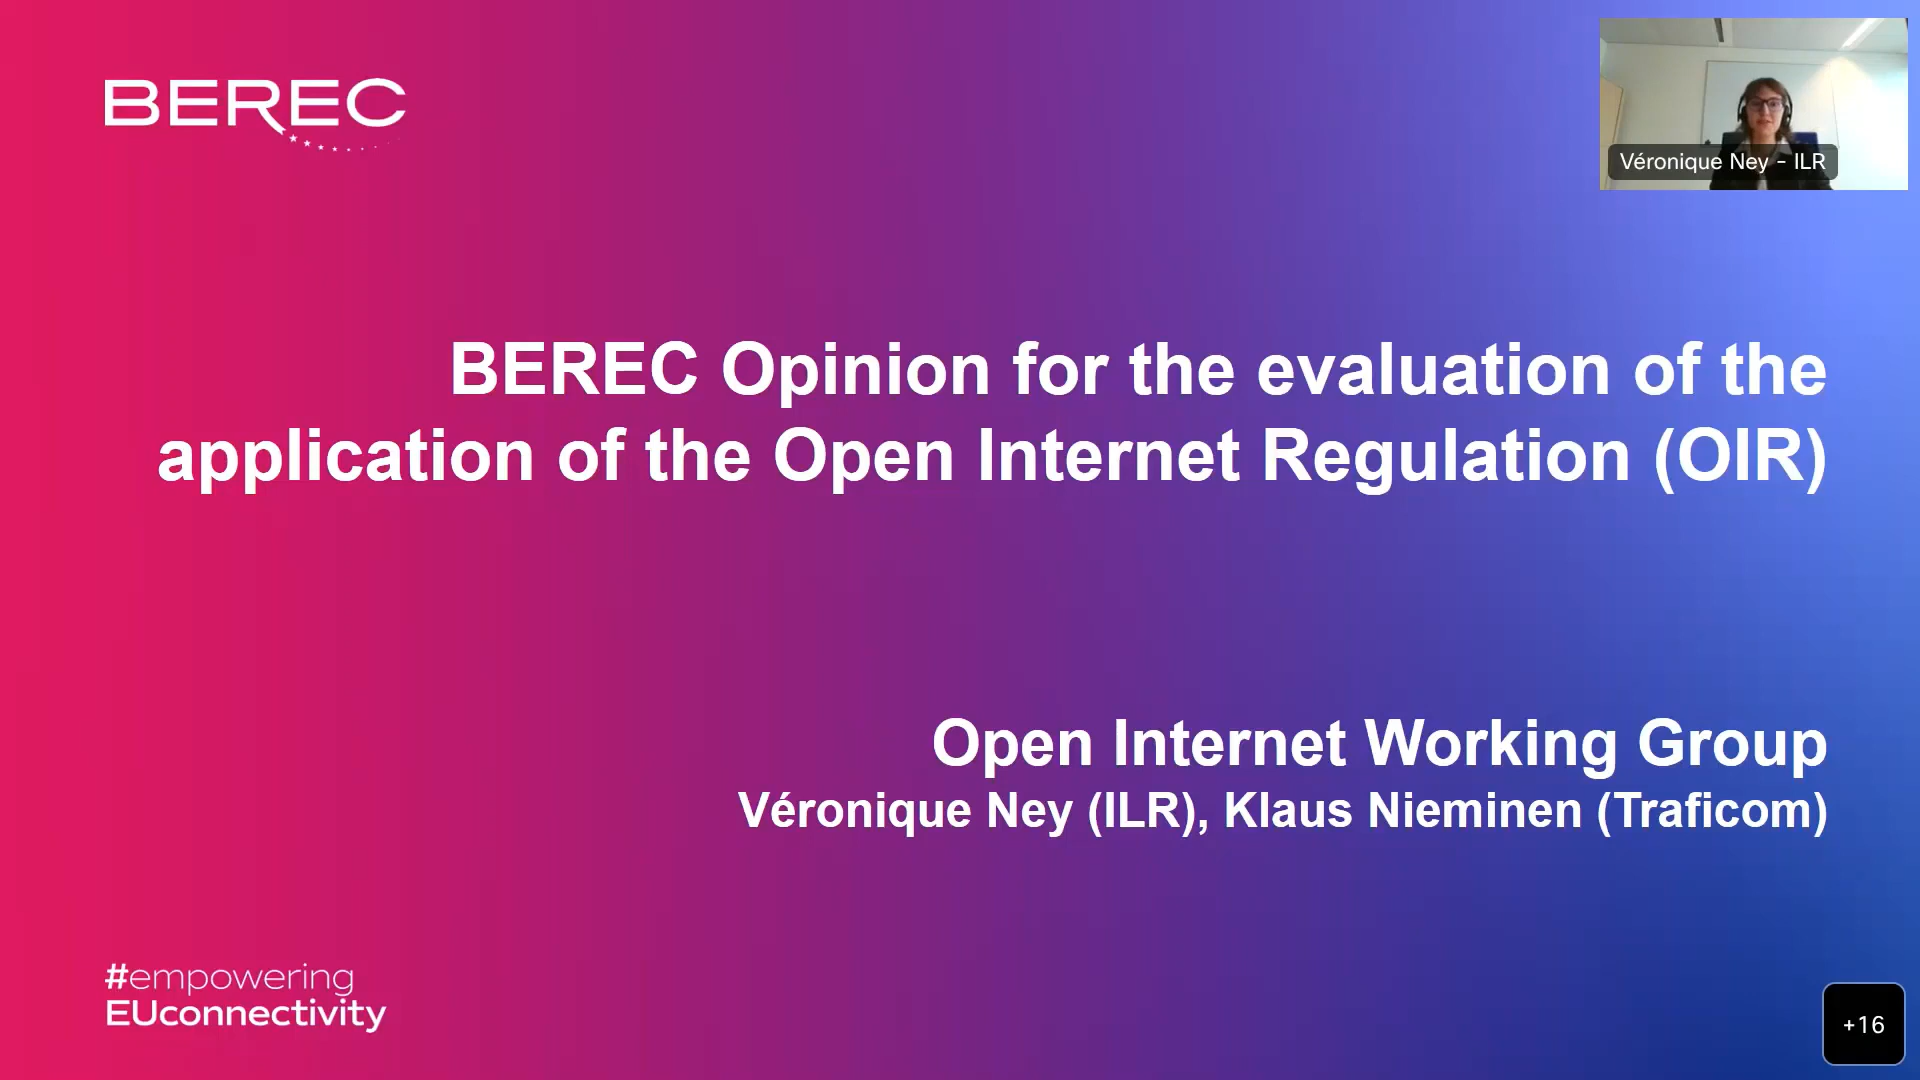 BEREC
Véronique Ney - ILR
BEREC Opinion for the evaluation of the
application of the Open Internet Regulation (OIR)
Open Internet Working Group
Véronique Ney (ILR), Klaus Nieminen (Traficom)
#empowering
EUconnectivity
+16